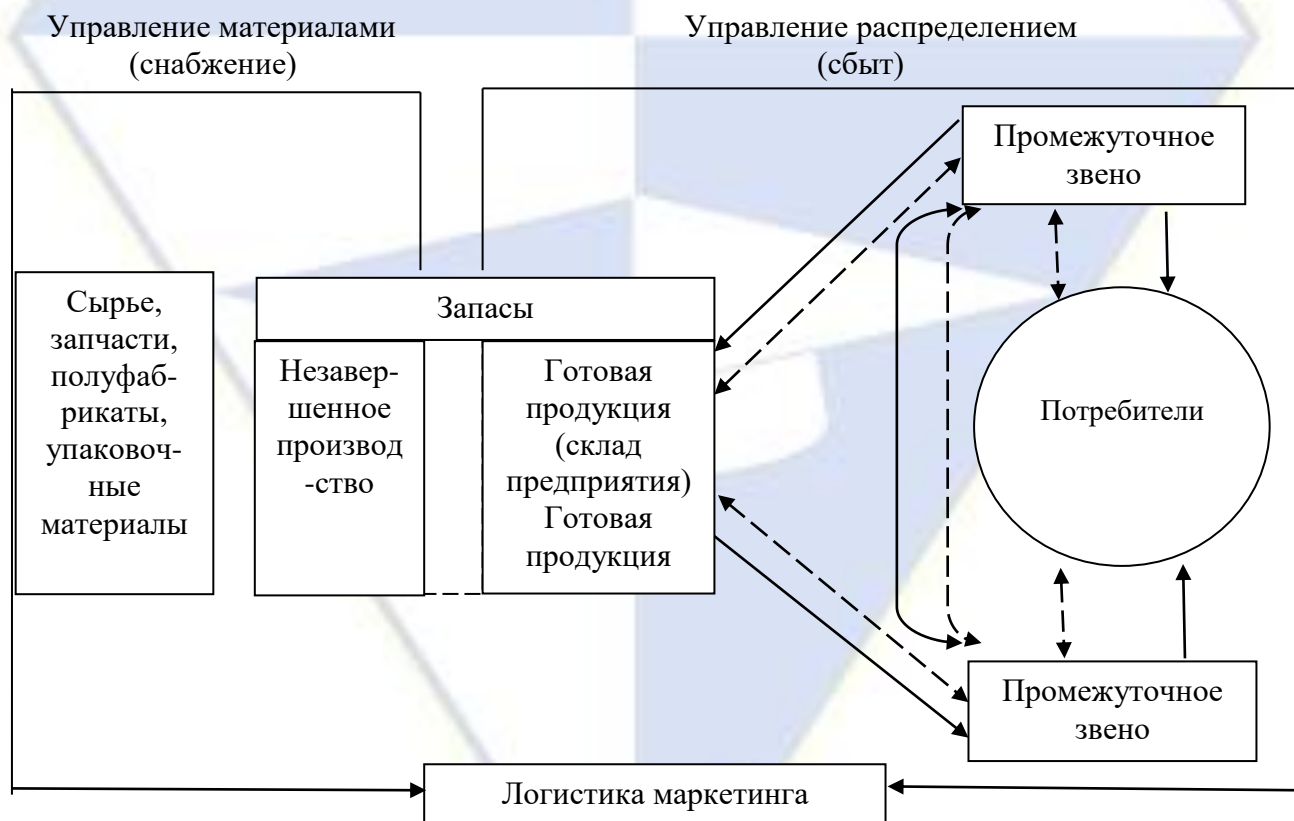 Управление материалами
(снабжение)
Управление распределением
(сбыт)
Промежуточное
звено
Сырье,
запчасти,
полуфаб-
рикаты,
упаковоч-
ные
материалы
Запасы
Незавер-
шенное
производ
-ство
Готовая
продукция
(склад
предприятия)
Готовая
продукция
Потребители
Промежуточное
звено
Логистика маркетинга